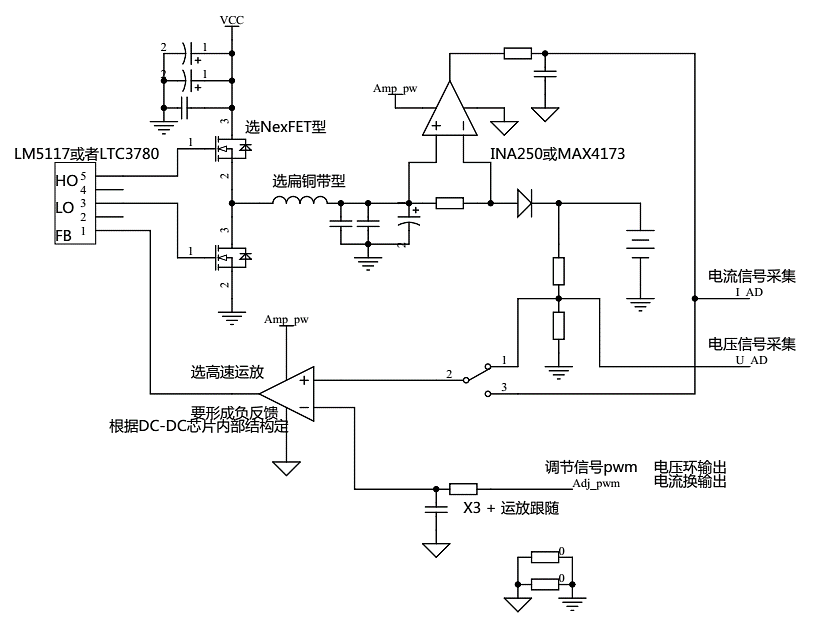 VCC
2 1
2 1
3
选NexFET型
1
2
LM5117或者LTC3780
HO 5
4
LO 3
2
FB 1
Amp_pw
INA250或MAX4173
选扁铜带型
2
3
1
2
电流信号采集
I_AD
电压信号采集
U_AD
Amp_pw
选高速运放
要形成负反馈
根据DC-DC芯片内部结构定
2
1
3
调节信号pwm 电压环输出
Adj_pwm 电流换输出
X3 + 运放跟随
0
0